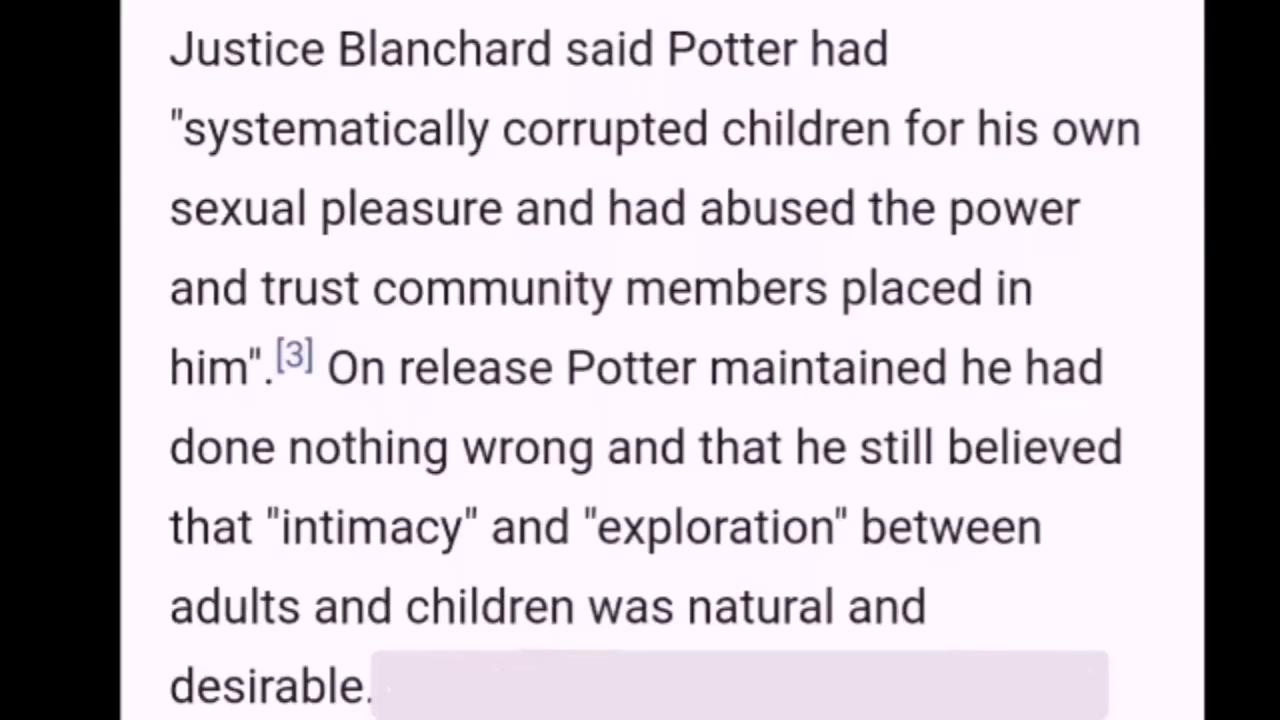 Justice Blanchard said Potter had
"systematically corrupted children for his own
sexual pleasure and had abused the power
and trust community members placed in
him".[3] On release Potter maintained he had
done nothing wrong and that he still believed
that "intimacy" and "exploration" between
adults and children was natural and
desirable.